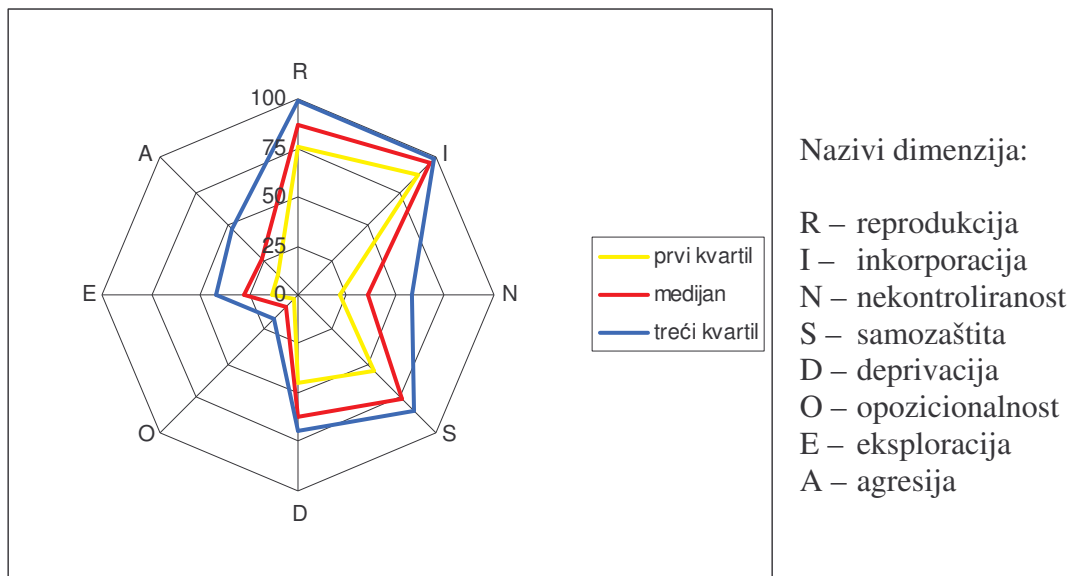 R
100
A
I
75
50
25
E
0
N
O
S
D
prvi kvartil
medijan
treći kvartil
Nazivi dimenzija:
R – reprodukcija
I – inkorporacija
N – nekontroliranost
S – samozaštita
D – deprivacija
O – opozicionalnost
E – eksploracija
A – agresija